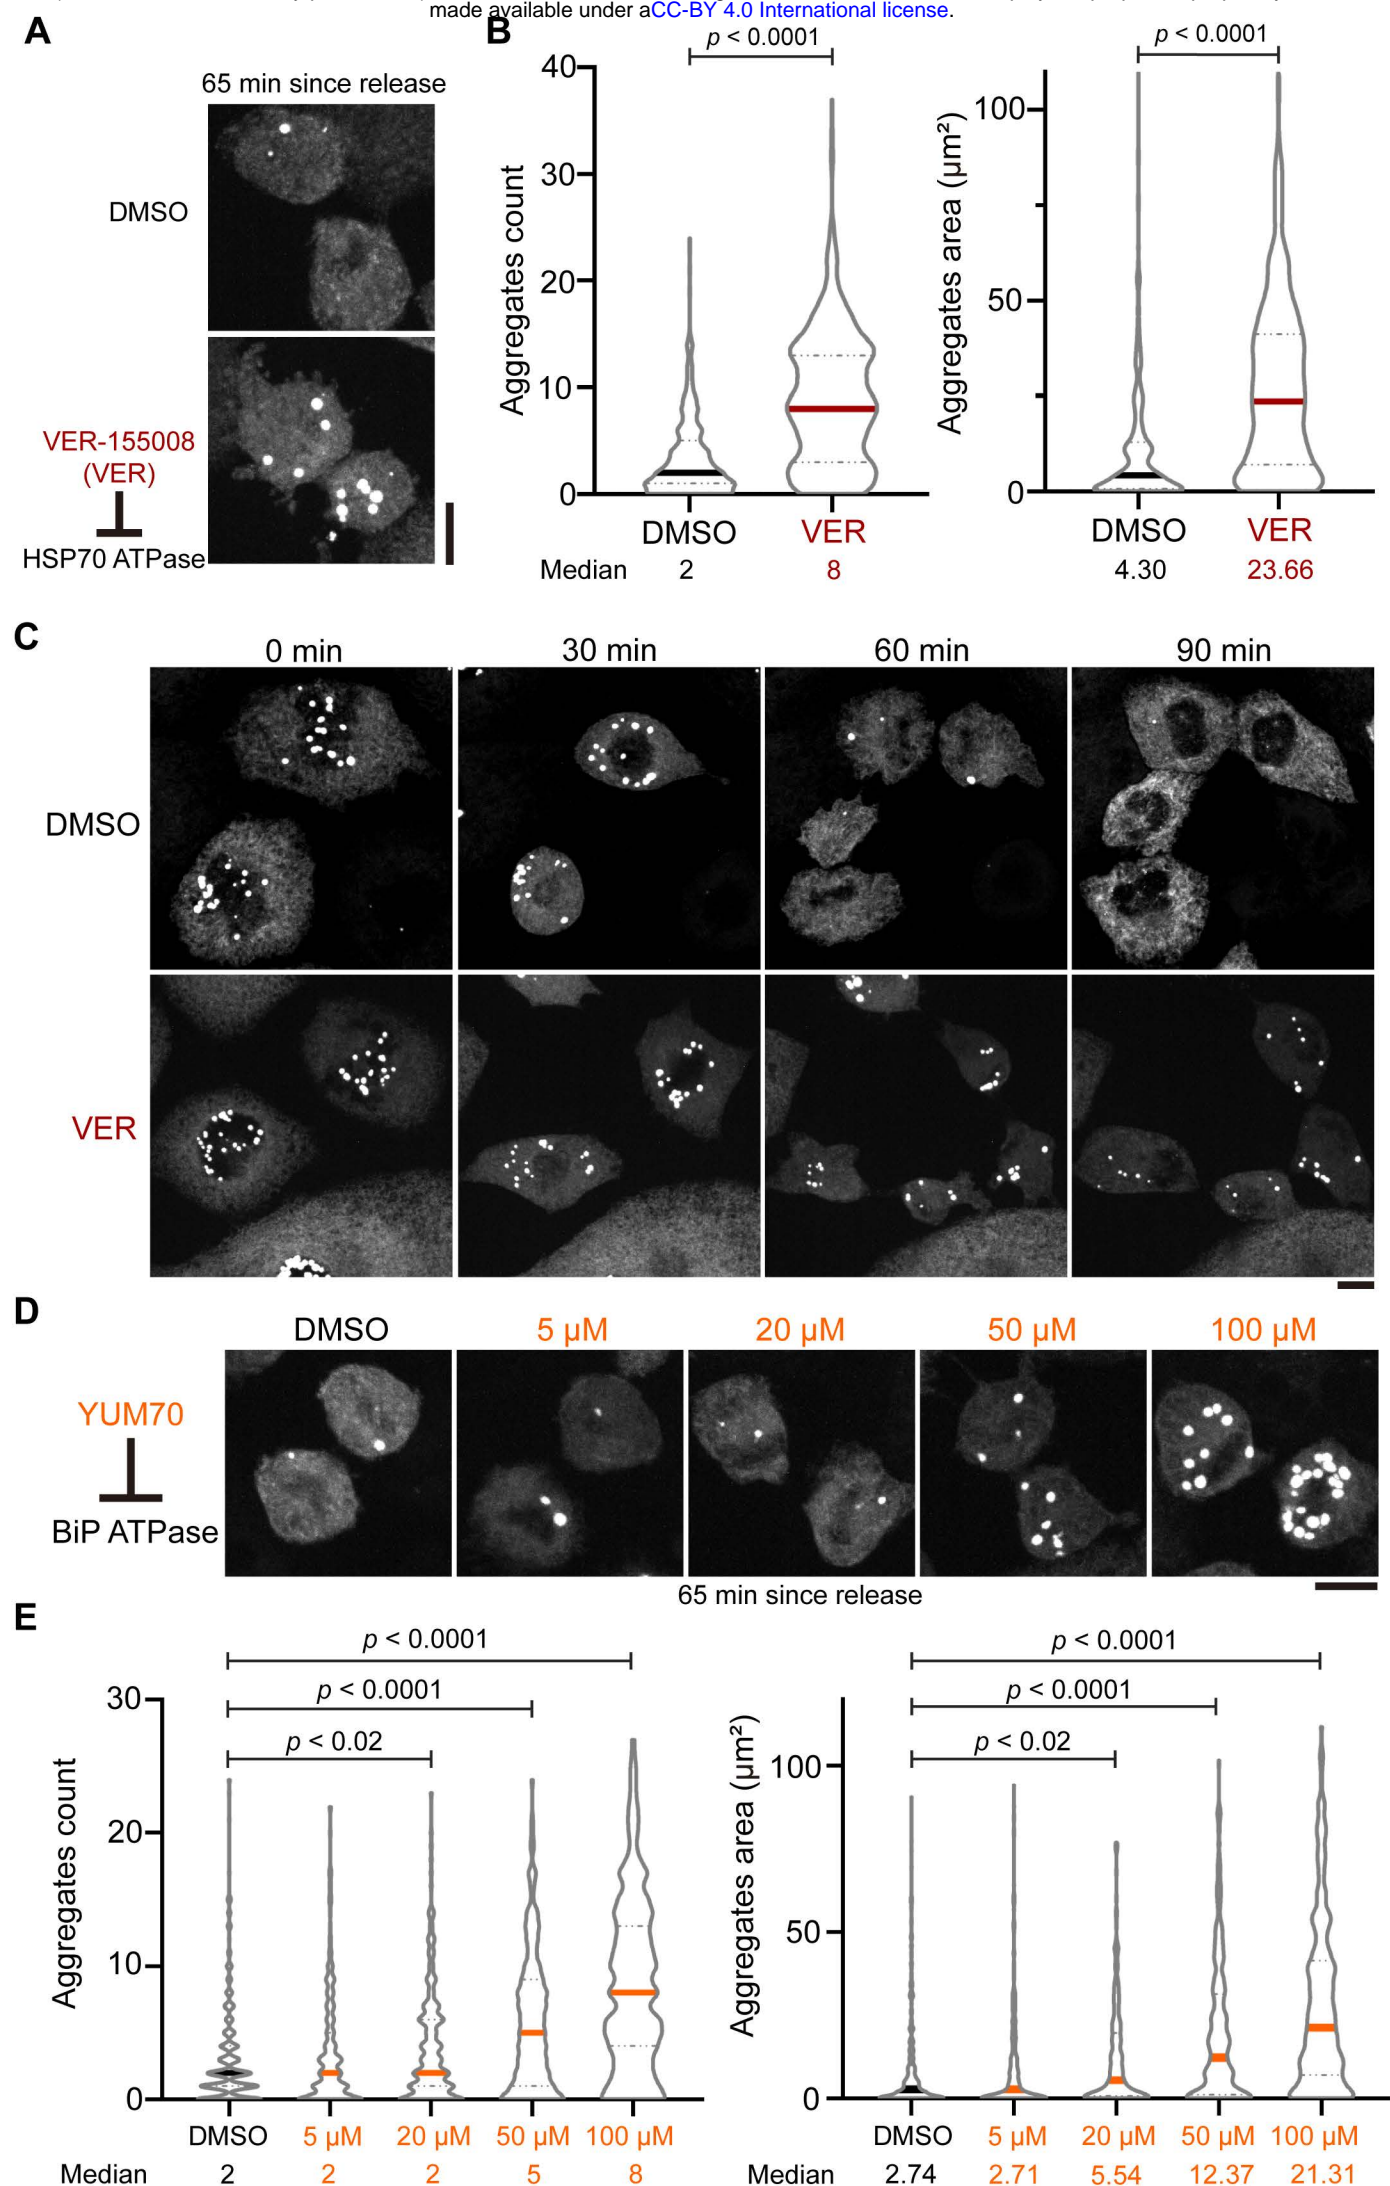 made available under aCC-BY 4.0 International license.
A
65 min since release
DMSO
VER-155008
(VER)
HSP70 ATPase
B
p < 0.0001
40
30
20
10
0
Aggregates count
DMSO VER
Median 2 8
p < 0.0001
100
50
0
Aggregates area (µm²)
DMSO VER
4.30 23.66
C
0 min 30 min 60 min 90 min
DMSO
VER
D
DMSO 5 µM 20 µM 50 µM 100 µM
YUM70
BiP ATPase
65 min since release
E
p < 0.0001
p < 0.0001
p < 0.02
30
20
10
0
Aggregates count
DMSO 5 µM 20 µM 50 µM 100 µM
Median 2 2 2 5 8
p < 0.0001
p < 0.0001
p < 0.02
100
50
0
Aggregates area (µm²)
DMSO 5 µM 20 µM 50 µM 100 µM
Median 2.74 2.71 5.54 12.37 21.31